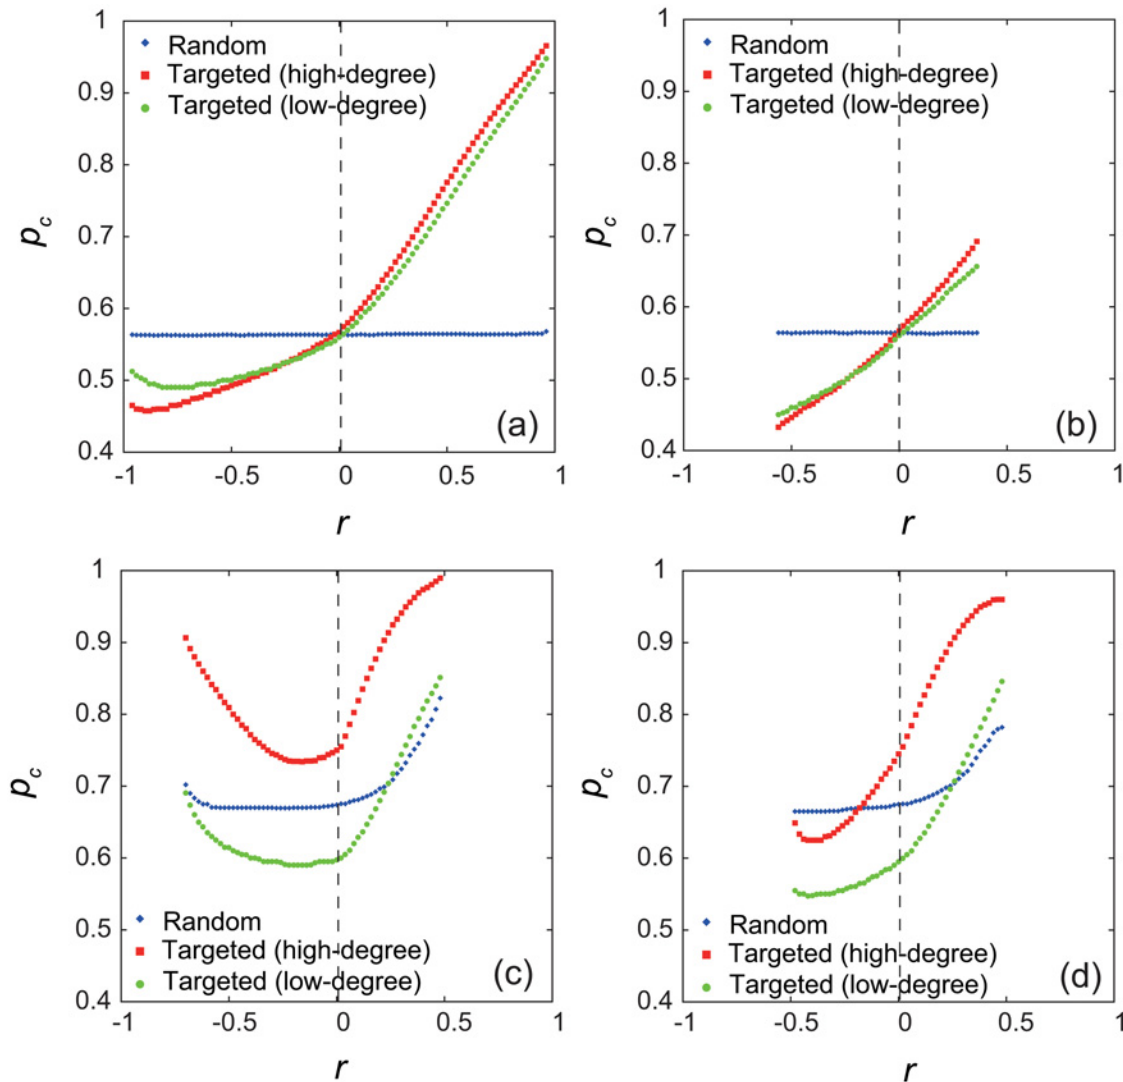 1
Random
Targeted (high-degree)
Targeted (low-degree)
0.9
0.8
0.7
p_c
0.6
0.5
(a)
0.4
-1 -0.5 0 0.5 1
r
1
Random
Targeted (high-degree)
Targeted (low-degree)
0.9
0.8
0.7
p_c
0.6
0.5
(b)
0.4
-1 -0.5 0 0.5 1
r
1
0.9
0.8
p_c
0.7
0.6
0.5
Random
Targeted (high-degree)
Targeted (low-degree)
(c)
0.4
-1 -0.5 0 0.5 1
r
1
0.9
0.8
p_c
0.7
0.6
0.5
Random
Targeted (high-degree)
Targeted (low-degree)
(d)
0.4
-1 -0.5 0 0.5 1
r